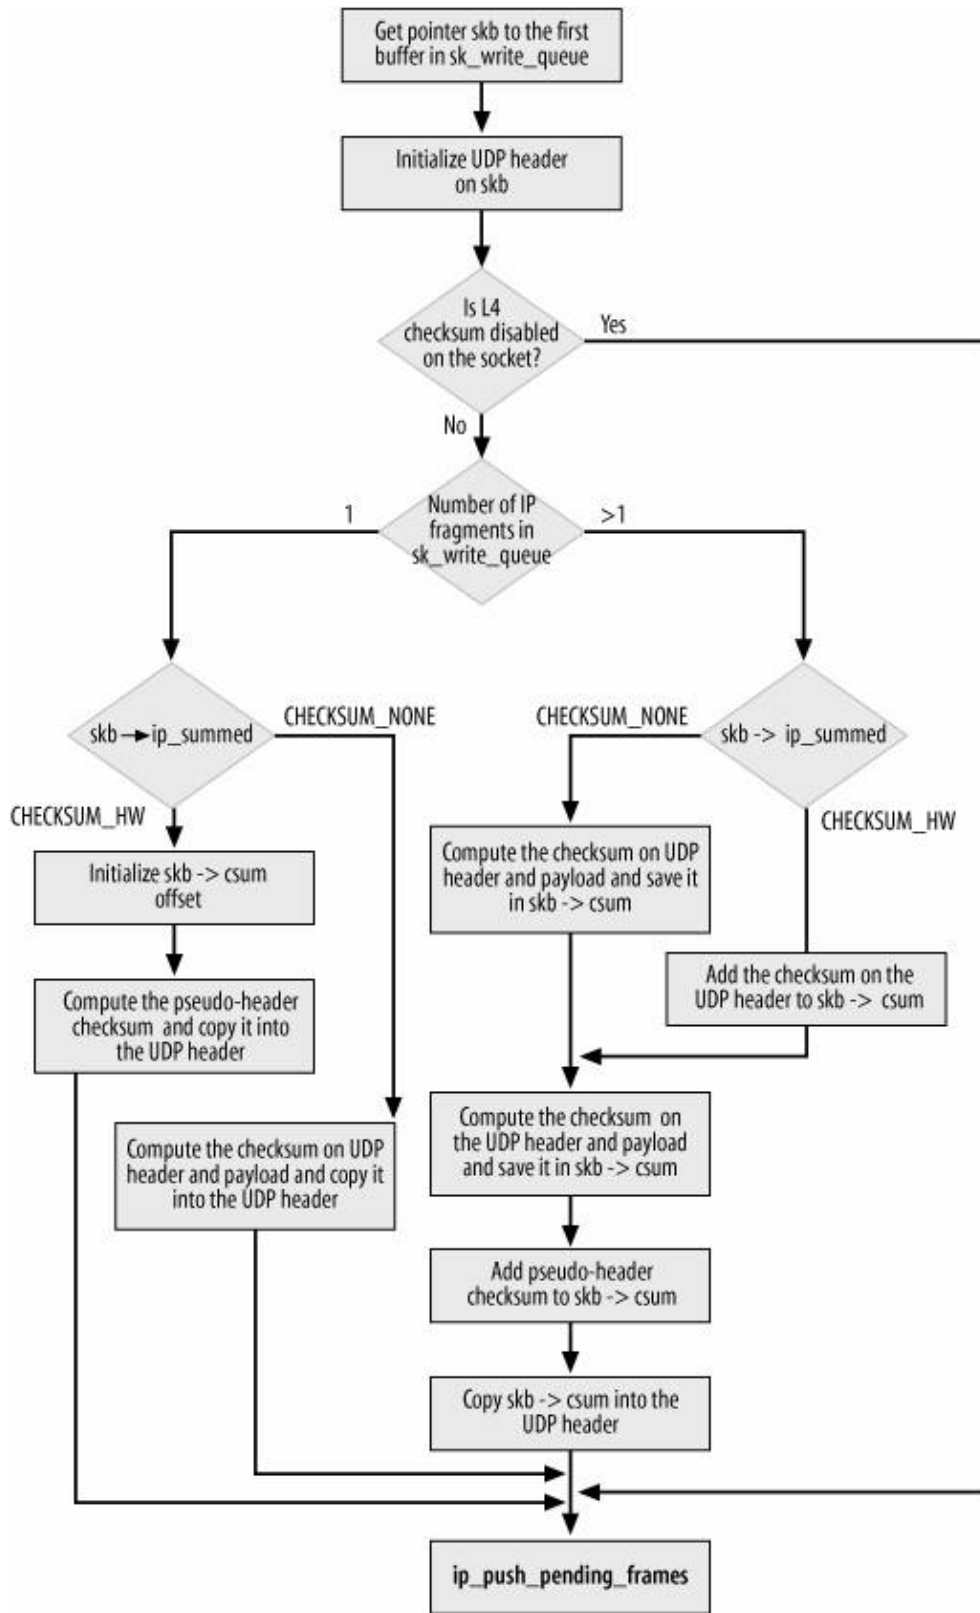 Get pointer skb to the first
buffer in sk_write_queue
Initialize UDP header
on skb
Is L4
checksum disabled
on the socket?
Yes
No
Number of IP
fragments in
sk_write_queue
1
>1
skb → ip_summed
CHECKSUM_NONE
CHECKSUM_NONE
skb -> ip_summed
CHECKSUM_HW
CHECKSUM_HW
Initialize skb -> csum
offset
Compute the checksum on UDP
header and payload and save it
in skb -> csum
Add the checksum on the
UDP header to skb -> csum
Compute the pseudo-header
checksum and copy it into
the UDP header
Compute the checksum on UDP
header and payload and copy it
into the UDP header
Compute the checksum on
the UDP header and payload
and save it in skb -> csum
Add pseudo-header
checksum to skb -> csum
Copy skb -> csum into the
UDP header
ip_push_pending_frames